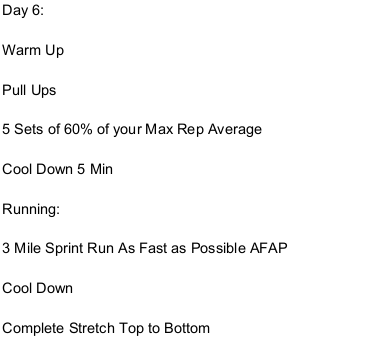 Day 6:
Warm Up
Pull Ups
5 Sets of 60% of your Max Rep Average
Cool Down 5 Min
Running:
3 Mile Sprint Run As Fast as Possible AFAP
Cool Down
Complete Stretch Top to Bottom